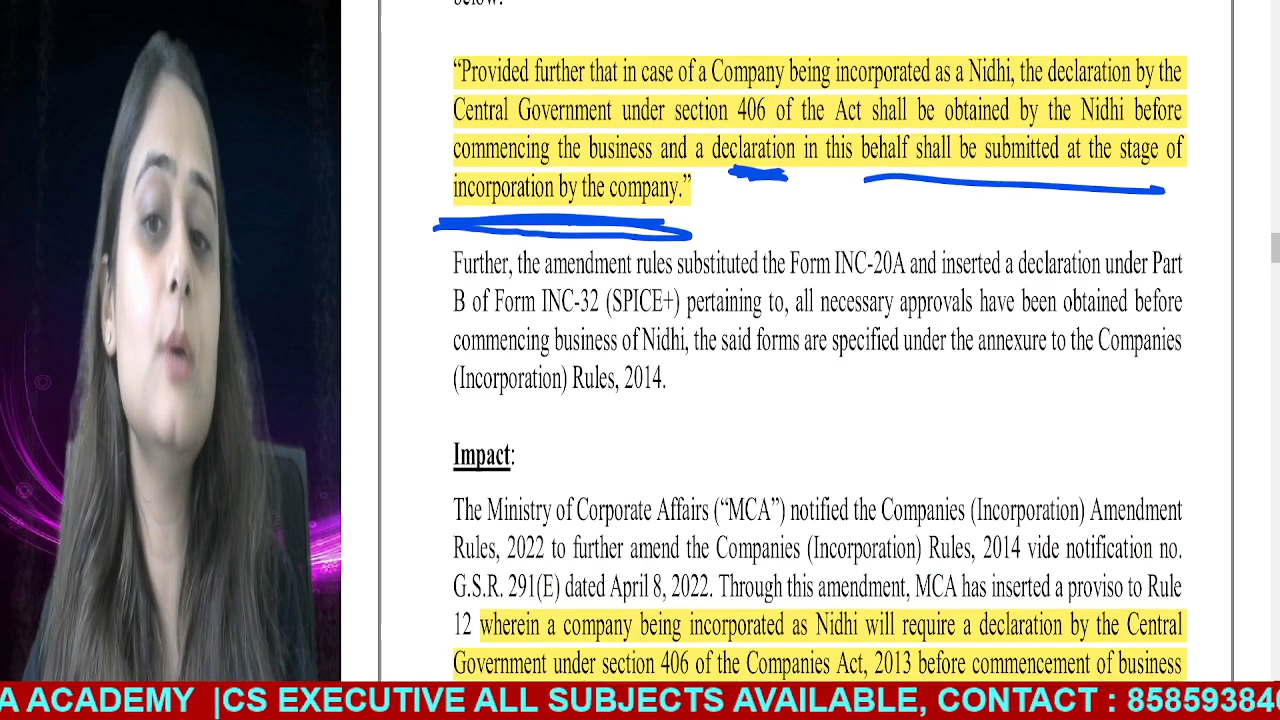 below:
“Provided further that in case of a Company being incorporated as a Nidhi, the declaration by the
Central Government under section 406 of the Act shall be obtained by the Nidhi before
commencing the business and a declaration in this behalf shall be submitted at the stage of
incorporation by the company.”
Further, the amendment rules substituted the Form INC-20A and inserted a declaration under Part
B of Form INC-32 (SPICE+) pertaining to, all necessary approvals have been obtained before
commencing business of Nidhi, the said forms are specified under the annexure to the Companies
(Incorporation) Rules, 2014.
Impact:
The Ministry of Corporate Affairs (“MCA”) notified the Companies (Incorporation) Amendment
Rules, 2022 to further amend the Companies (Incorporation) Rules, 2014 vide notification no.
G.S.R. 291(E) dated April 8, 2022. Through this amendment, MCA has inserted a proviso to Rule
12 wherein a company being incorporated as Nidhi will require a declaration by the Central
Government under section 406 of the Companies Act, 2013 before commencement of business
A ACADEMY |CS EXECUTIVE ALL SUBJECTS AVAILABLE, CONTACT : 85859384